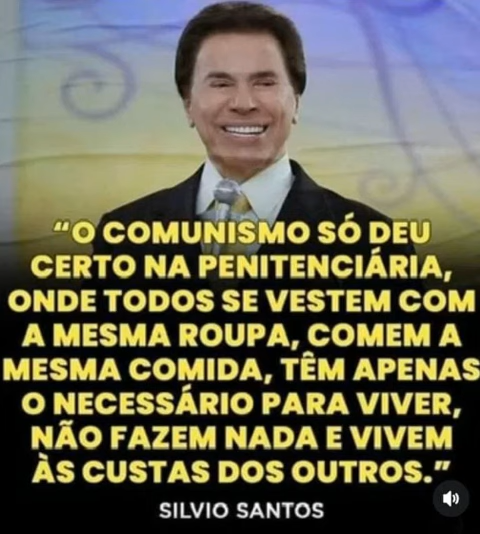 “O COMUNISMO SÓ DEU
CERTO NA PENITENCIÁRIA,
ONDE TODOS SE VESTEM COM
A MESMA ROUPA, COMEM A
MESMA COMIDA, TÊM APENAS
O NECESSÁRIO PARA VIVER,
NÃO FAZEM NADA E VIVEM
ÀS CUSTAS DOS OUTROS.”
SILVIO SANTOS